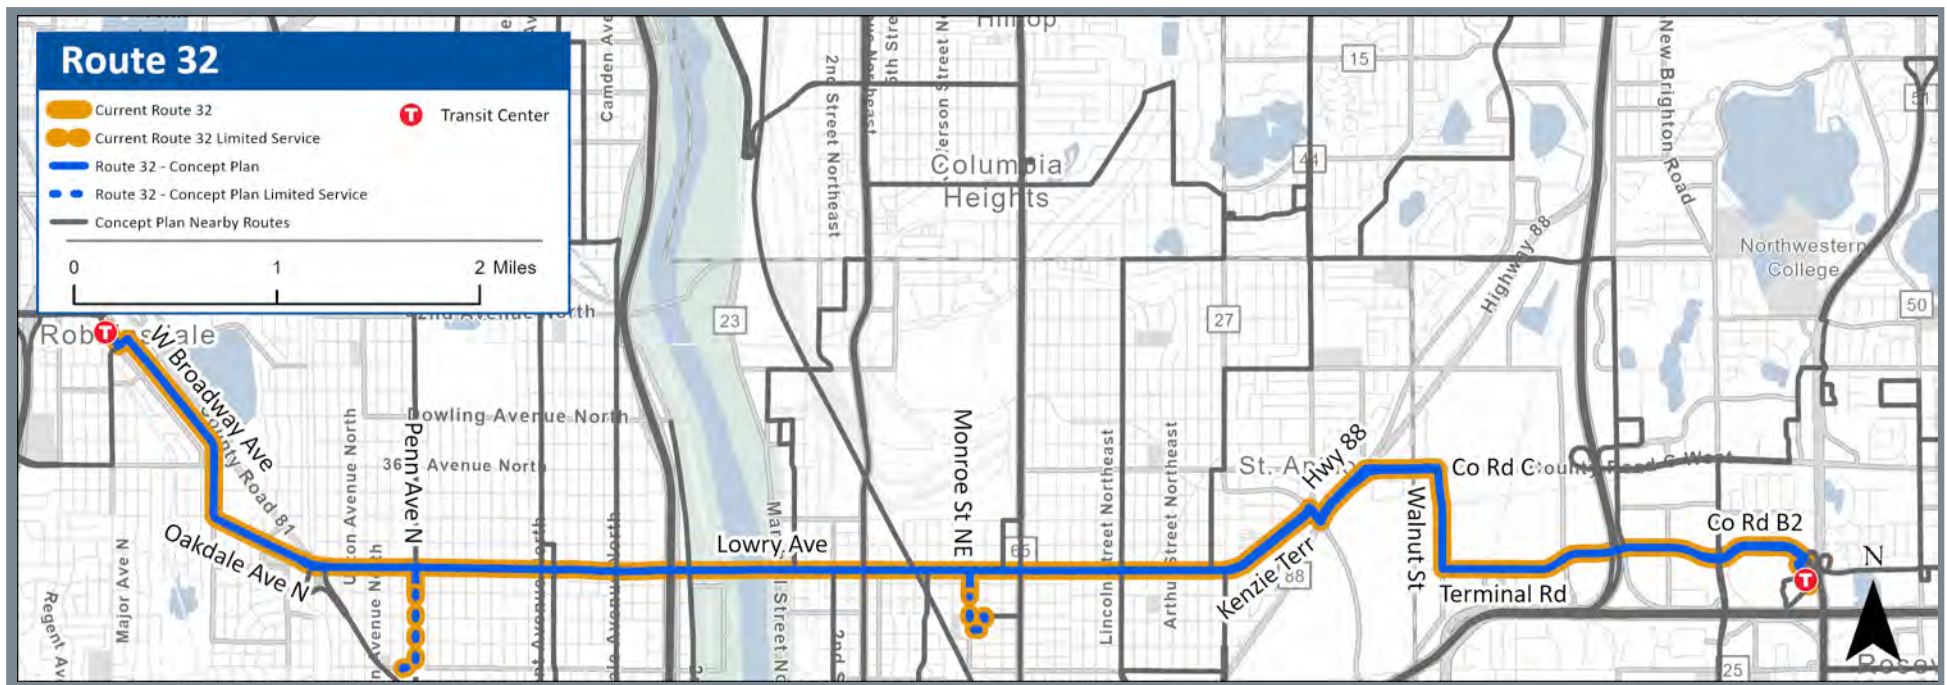 Route 32
Current Route 32
Current Route 32 Limited Service
Route 32 - Concept Plan
Route 32 - Concept Plan Limited Service
Concept Plan Nearby Routes
T Transit Center
0 1 2 Miles
Camden Ave
2nd Street Northeast
Hilltop
Columbia
Heights
15
44
51
New Brighton Road
Highway 88
Northwestern
College
50
23
27
T
W Broadway Ave
County Road 81
Dowling Avenue North
Avenue North
Penn Ave N
Oakdale Ave N
Major Ave N
Lowry Ave
Monroe St NE
65
Lincoln Street Northeast
Arthur Street Northeast
Hwy 88
Kenzie Terr
88
Co Rd C
Walnut St
Terminal Rd
Co Rd B2
T
N
25